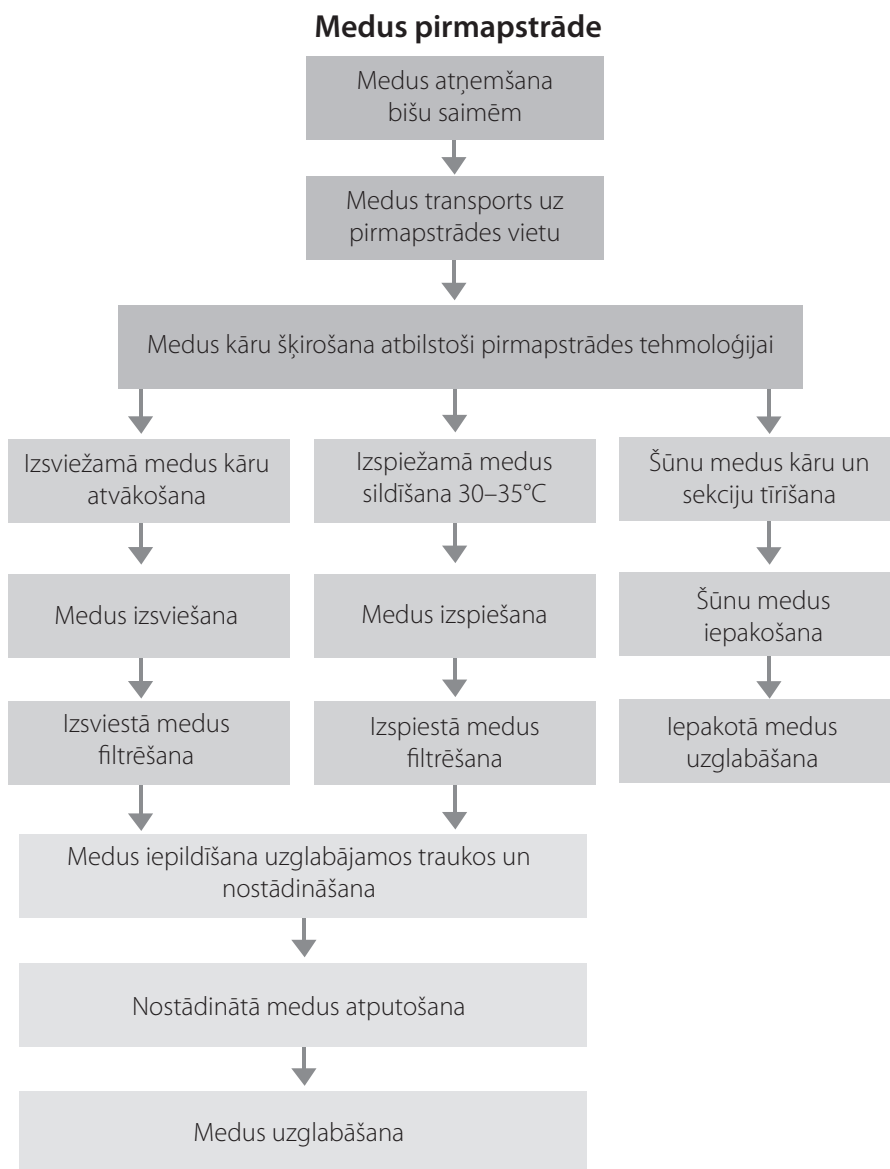 Medus pirmapstrāde
Medus atņemšana
bišu saimēm
Medus transports uz
pirmapstrādes vietu
Medus kāru šķirošana atbilstoši pirmapstrādes tehmoloģijai
Izsviežamā medus kāru
atvākošana
Izspiežamā medus
sildīšana 30–35°C
Šūnu medus kāru un
sekciju tīrīšana
Medus izsviešana
Medus izspiešana
Šūnu medus
iepakošana
Izsviestā medus
filtrēšana
Izspiestā medus
filtrēšana
Iepakotā medus
uzglabāšana
Medus iepildīšana uzglabājamos traukos un
nostādināšana
Nostādinātā medus atputošana
Medus uzglabāšana